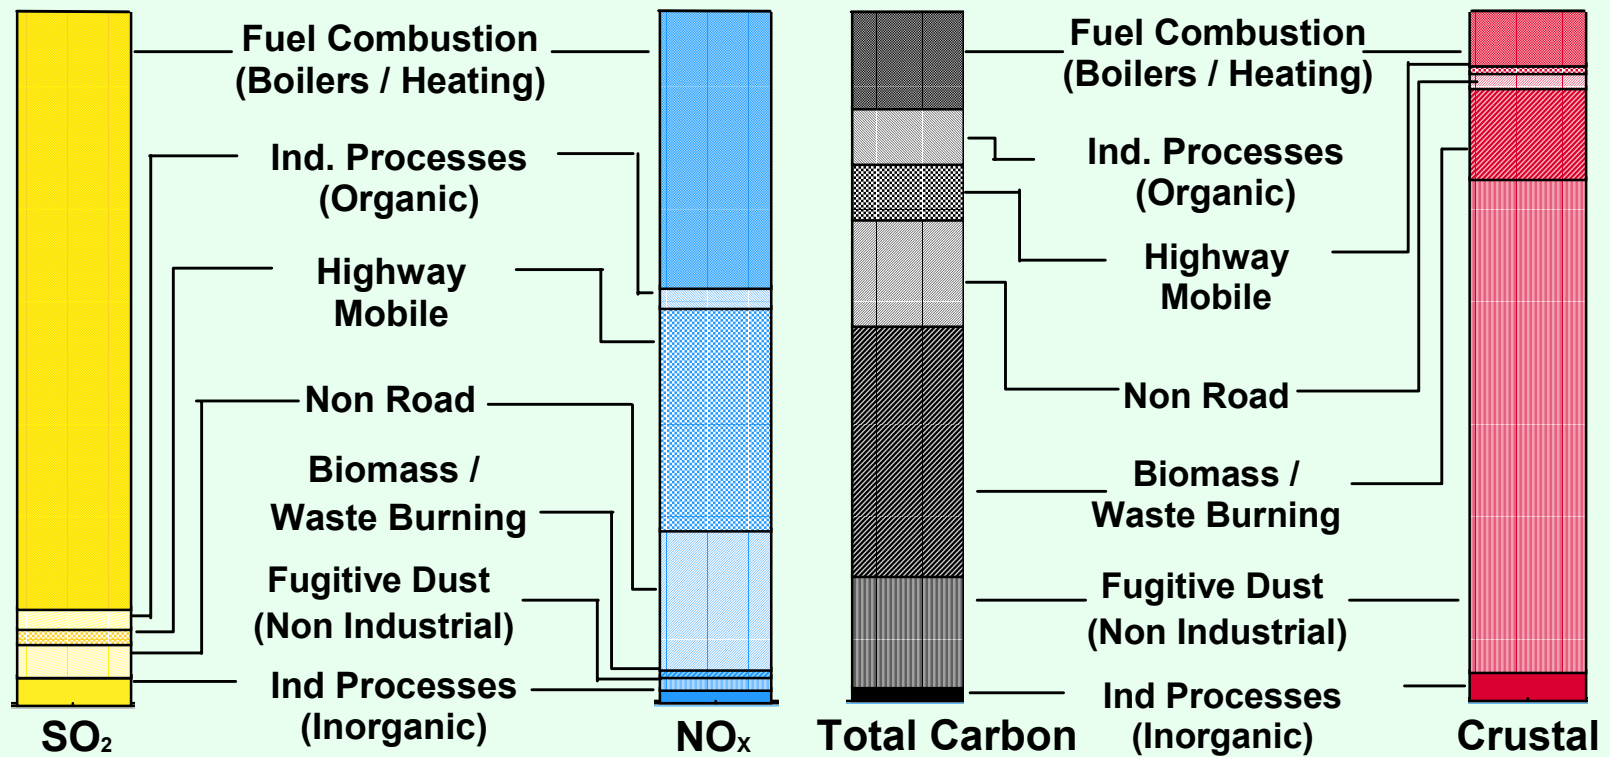 Fuel Combustion
(Boilers / Heating)
Ind. Processes
(Organic)
Highway
Mobile
Non Road
Biomass /
Waste Burning
Fugitive Dust
(Non Industrial)
Ind Processes
(Inorganic)
SO₂
NOₓ
Fuel Combustion
(Boilers / Heating)
Ind. Processes
(Organic)
Highway
Mobile
Non Road
Biomass /
Waste Burning
Fugitive Dust
(Non Industrial)
Ind Processes
(Inorganic)
Total Carbon
Crustal